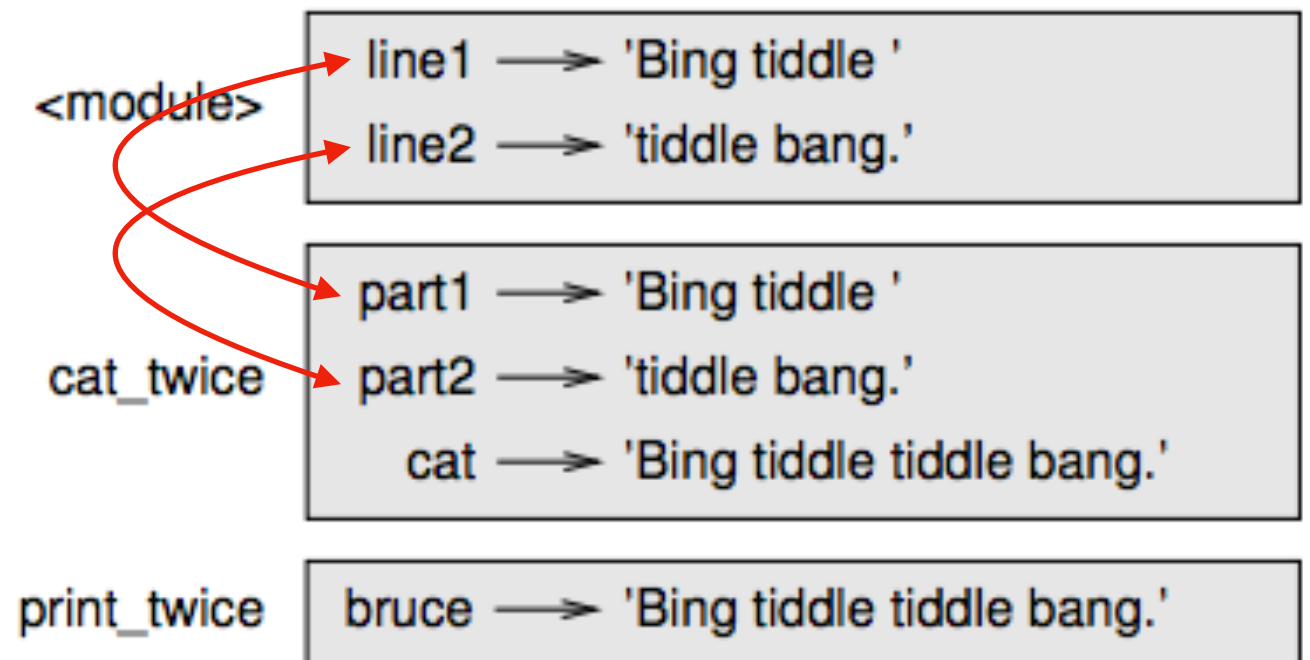 <module>
line1 → 'Bing tiddle '
line2 → 'tiddle bang.'
cat_twice
part1 → 'Bing tiddle '
part2 → 'tiddle bang.'
cat → 'Bing tiddle tiddle bang.'
print_twice
bruce → 'Bing tiddle tiddle bang.'